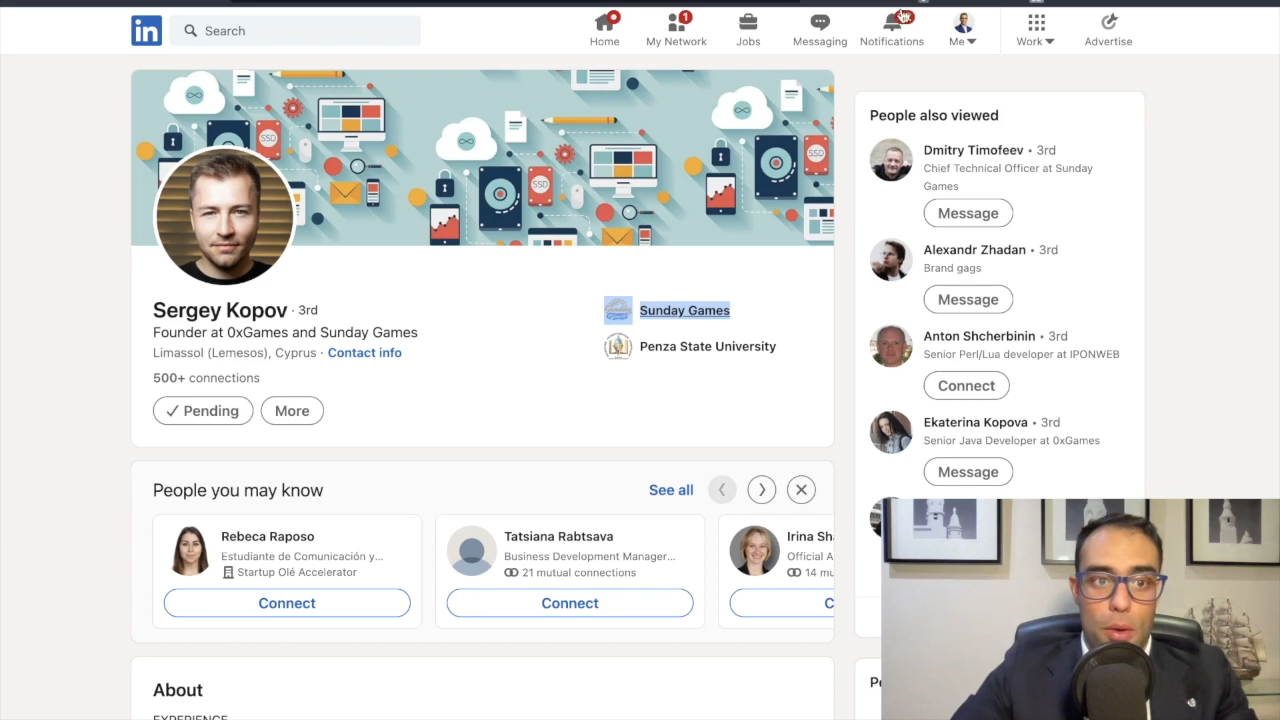 in
Search
Home
My Network
1
Jobs
Messaging
Notifications
Me
Work
Advertise
SSD
SSD
SSD
SSD
Sergey Kopov · 3rd
Founder at 0xGames and Sunday Games
Limassol (Lemesos), Cyprus · Contact info
500+ connections
Pending
More
Sunday Games
Penza State University
People you may know
See all
Rebeca Raposo
Estudiante de Comunicación y...
Startup Olé Accelerator
Connect
Tatsiana Rabtsava
Business Development Manager...
21 mutual connections
Connect
Irina Sh
Official A
14 mu
C
About
EXPERIENCE
People also viewed
Dmitry Timofeev • 3rd
Chief Technical Officer at Sunday
Games
Message
Alexandr Zhadan • 3rd
Brand gags
Message
Anton Shcherbinin • 3rd
Senior Perl/Lua developer at IPONWEB
Connect
Ekaterina Kopova • 3rd
Senior Java Developer at 0xGames
Message